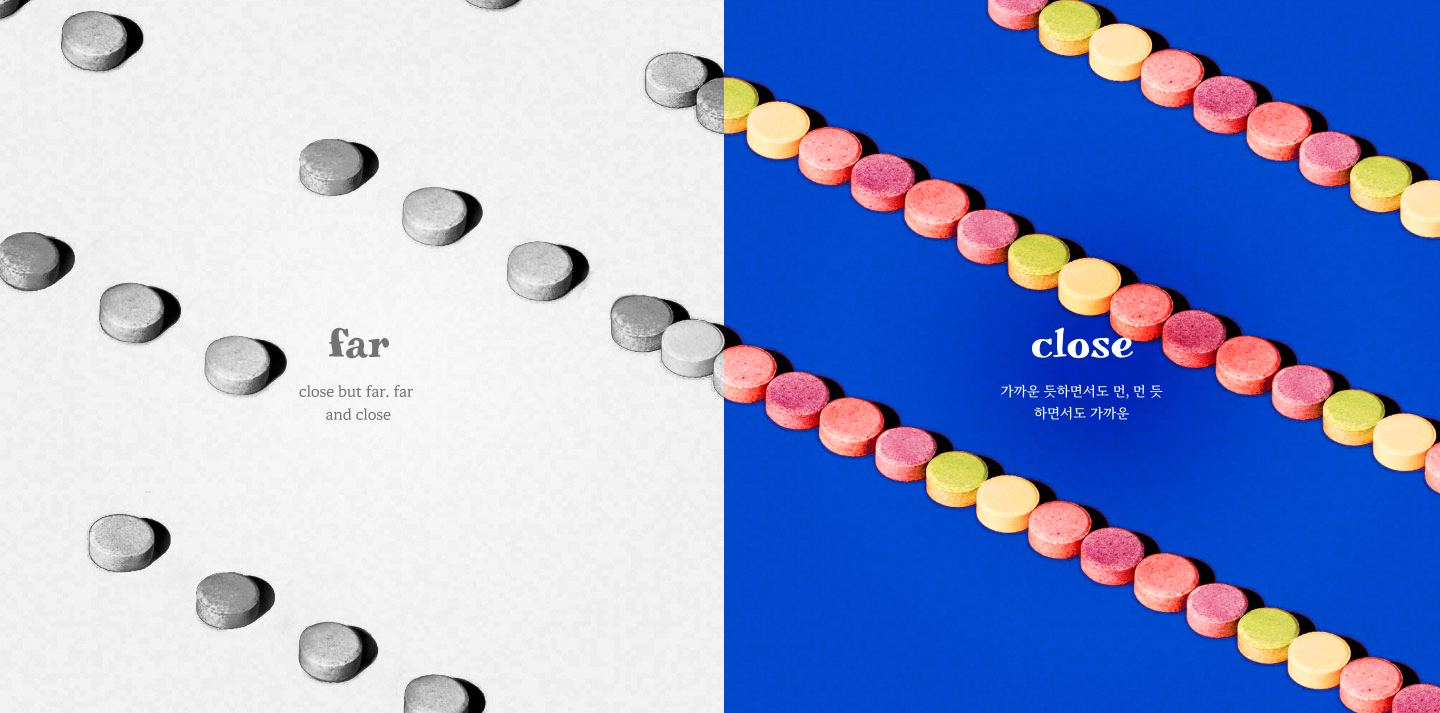 far
close but far. far
and close
close
가까운 듯하면서도 먼, 먼 듯
하면서도 가까운